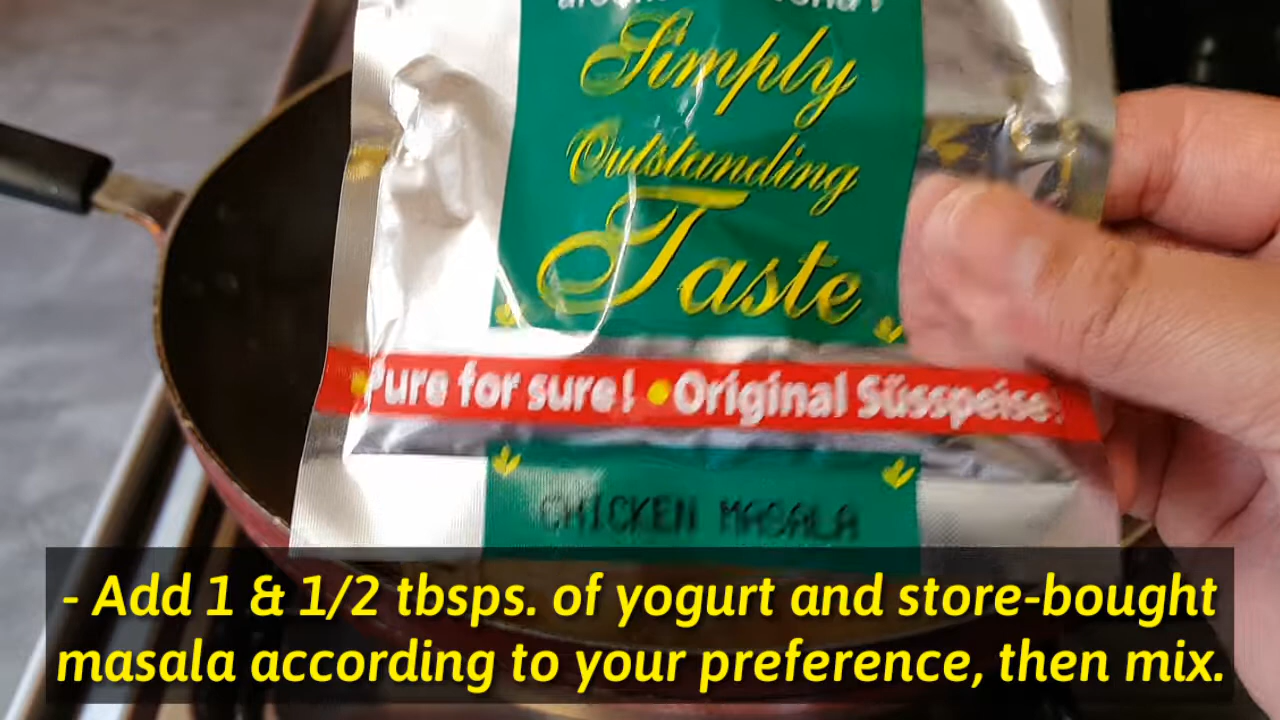 Simply
Outstanding
Taste
Pure for sure! • Original Süsspeise!
CHICKEN MASALA
- Add 1 & 1/2 tbsps. of yogurt and store-bought
masala according to your preference, then mix.